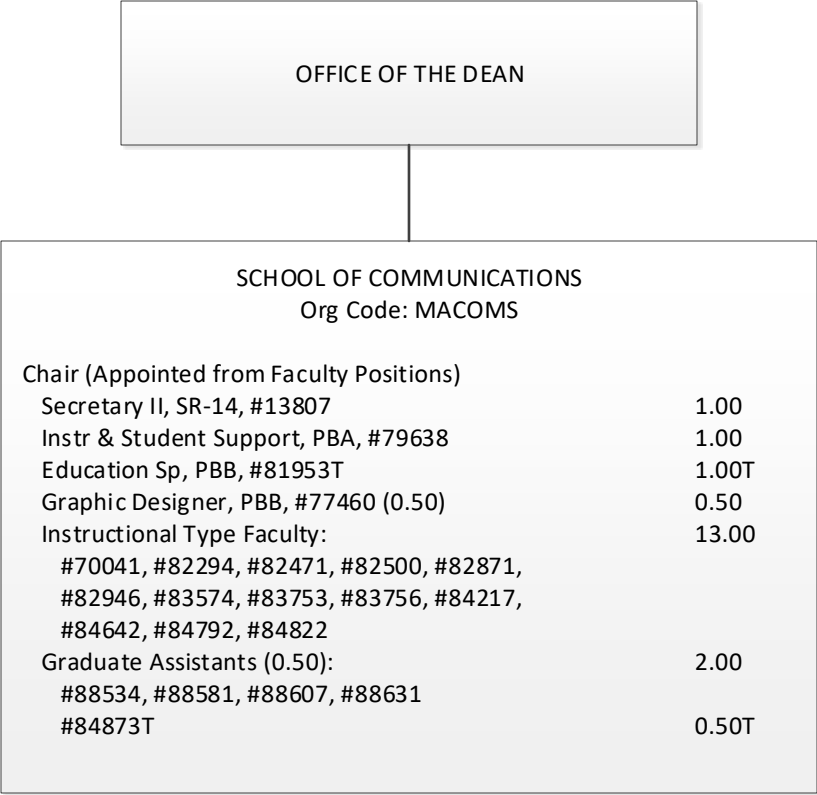 OFFICE OF THE DEAN
SCHOOL OF COMMUNICATIONS
Org Code: MACOMS
Chair (Appointed from Faculty Positions)
Secretary II, SR-14, #13807 1.00
Instr & Student Support, PBA, #79638 1.00
Education Sp, PBB, #81953T 1.00T
Graphic Designer, PBB, #77460 (0.50) 0.50
Instructional Type Faculty: 13.00
#70041, #82294, #82471, #82500, #82871,
#82946, #83574, #83753, #83756, #84217,
#84642, #84792, #84822
Graduate Assistants (0.50): 2.00
#88534, #88581, #88607, #88631
#84873T 0.50T